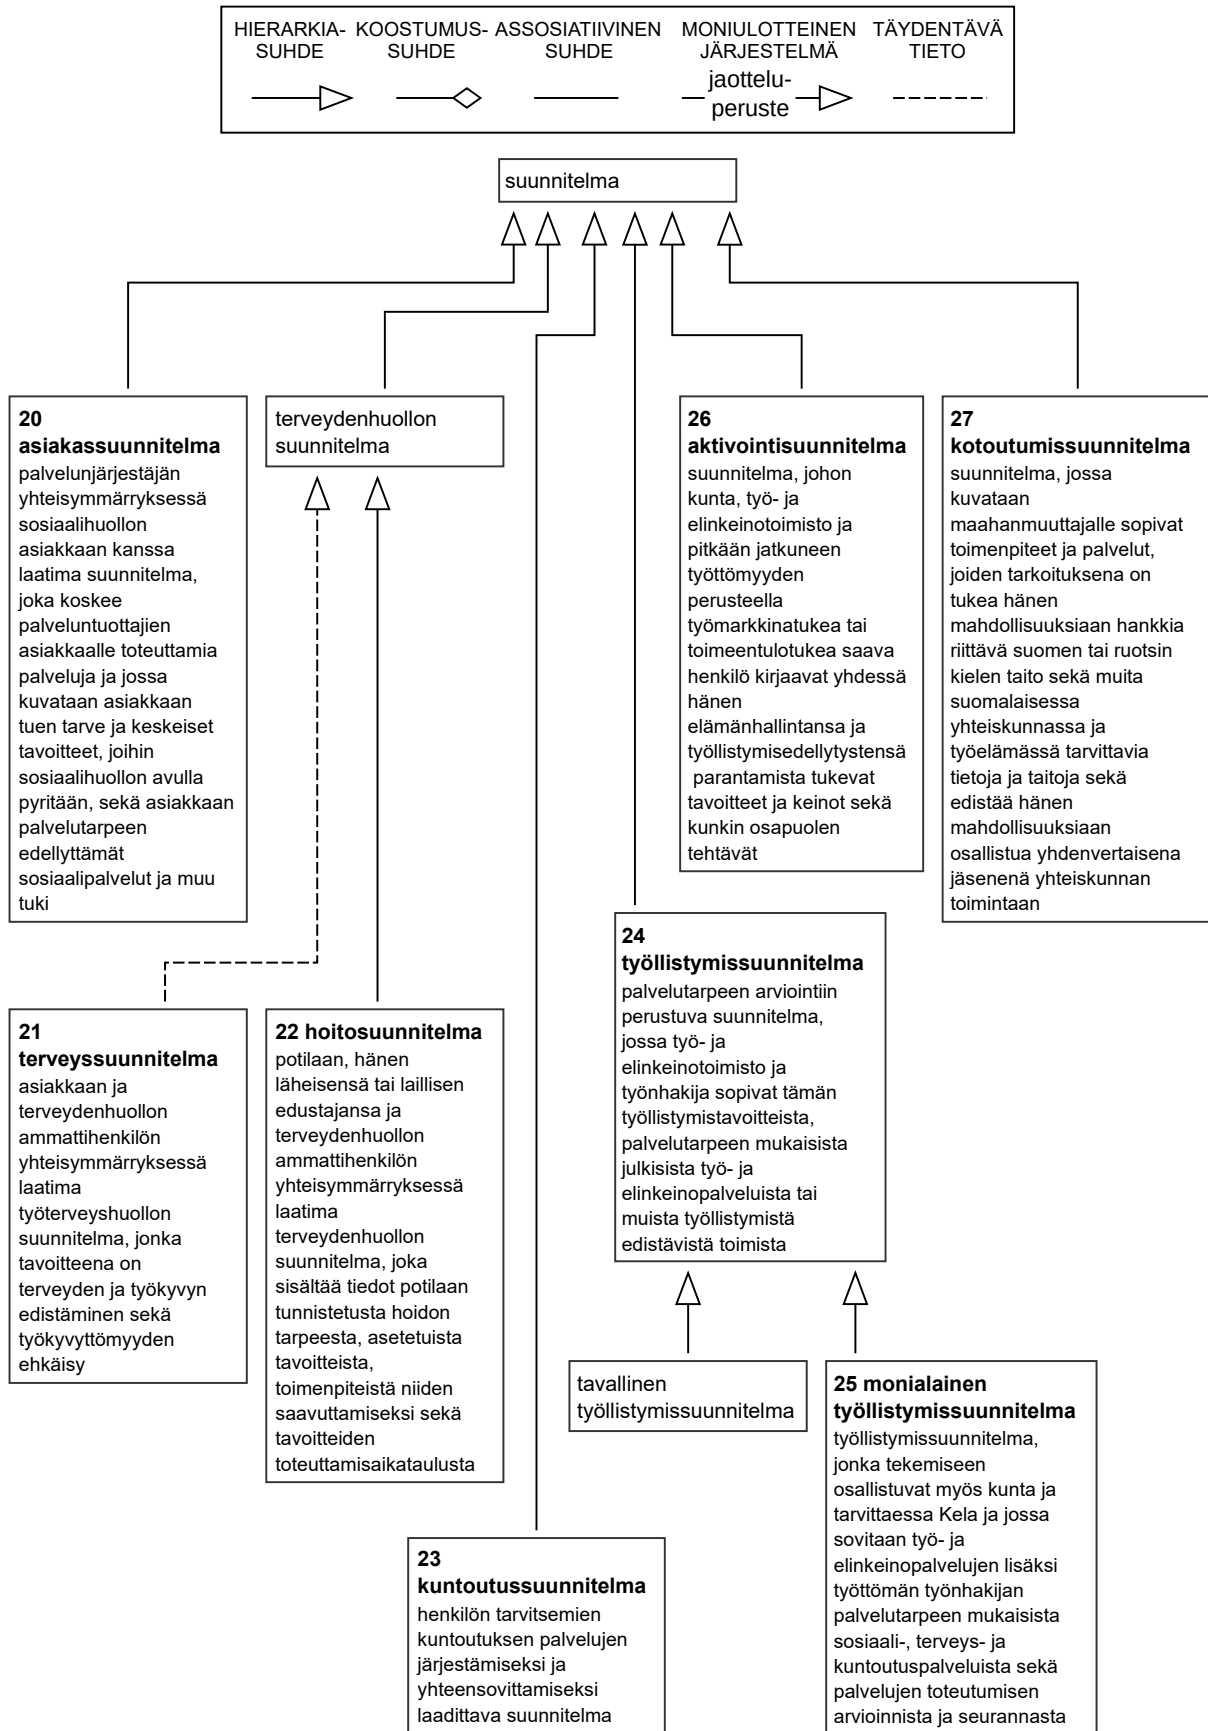 HIERARKIA-
SUHDE
KOOSTUMUS-
SUHDE
ASSOSIATIIVINEN
SUHDE
MONIULOTTEINEN
JÄRJESTELMÄ
jaottelu-
peruste
TÄYDENTÄVÄ
TIETO
suunnitelma
20
asiakassuunnitelma
palvelunjärjestäjän
yhteisymmärryksessä
sosiaalihuollon
asiakkaan kanssa
laatima suunnitelma,
joka koskee
palveluntuottajien
asiakkaalle toteuttamia
palveluja ja jossa
kuvataan asiakkaan
tuen tarve ja keskeiset
tavoitteet, joihin
sosiaalihuollon avulla
pyritään, sekä asiakkaan
palvelutarpeen
edellyttämät
sosiaalipalvelut ja muu
tuki
terveydenhuollon
suunnitelma
26
aktivointisuunnitelma
suunnitelma, johon
kunta, työ- ja
elinkeinotoimisto ja
pitkään jatkuneen
työttömyyden
perusteella
työmarkkinatukea tai
toimeentulotukea saava
henkilö kirjaavat yhdessä
hänen
elämänhallintansa ja
työllistymisedellytystensä
parantamista tukevat
tavoitteet ja keinot sekä
kunkin osapuolen
tehtävät
27
kotoutumissuunnitelma
suunnitelma, jossa
kuvataan
maahanmuuttajalle sopivat
toimenpiteet ja palvelut,
joiden tarkoituksena on
tukea hänen
mahdollisuuksiaan hankkia
riittävä suomen tai ruotsin
kielen taito sekä muita
suomalaisessa
yhteiskunnassa ja
työelämässä tarvittavia
tietoja ja taitoja sekä
edistää hänen
mahdollisuuksiaan
osallistua yhdenvertaisena
jäsenenä yhteiskunnan
toimintaan
21
terveyssuunnitelma
asiakkaan ja
terveydenhuollon
ammattihenkilön
yhteisymmärryksessä
laatima
työterveyshuollon
suunnitelma, jonka
tavoitteena on
terveyden ja työkyvyn
edistäminen sekä
työkyvyttömyyden
ehkäisy
22 hoitosuunnitelma
potilaan, hänen
läheisensä tai laillisen
edustajansa ja
terveydenhuollon
ammattihenkilön
yhteisymmärryksessä
laatima
terveydenhuollon
suunnitelma, joka
sisältää tiedot potilaan
tunnistetusta hoidon
tarpeesta, asetetuista
tavoitteista,
toimenpiteistä niiden
saavuttamiseksi sekä
tavoitteiden
toteuttamisaikataulusta
24
työllistymissuunnitelma
palvelutarpeen arviointiin
perustuva suunnitelma,
jossa työ- ja
elinkeinotoimisto ja
työnhakija sopivat tämän
työllistymistavoitteista,
palvelutarpeen mukaisista
julkisista työ- ja
elinkeinopalveluista tai
muista työllistymistä
edistävistä toimista
tavallinen
työllistymissuunnitelma
25 monialainen
työllistymissuunnitelma
työllistymissuunnitelma,
jonka tekemiseen
osallistuvat myös kunta ja
tarvittaessa Kela ja jossa
sovitaan työ- ja
elinkeinopalvelujen lisäksi
työttömän työnhakijan
palvelutarpeen mukaisista
sosiaali-, terveys- ja
kuntoutuspalveluista sekä
palvelujen toteutumisen
arvioinnista ja seurannasta
23
kuntoutussuunnitelma
henkilön tarvitsemien
kuntoutuksen palvelujen
järjestämiseksi ja
yhteensovittamiseksi
laadittava suunnitelma